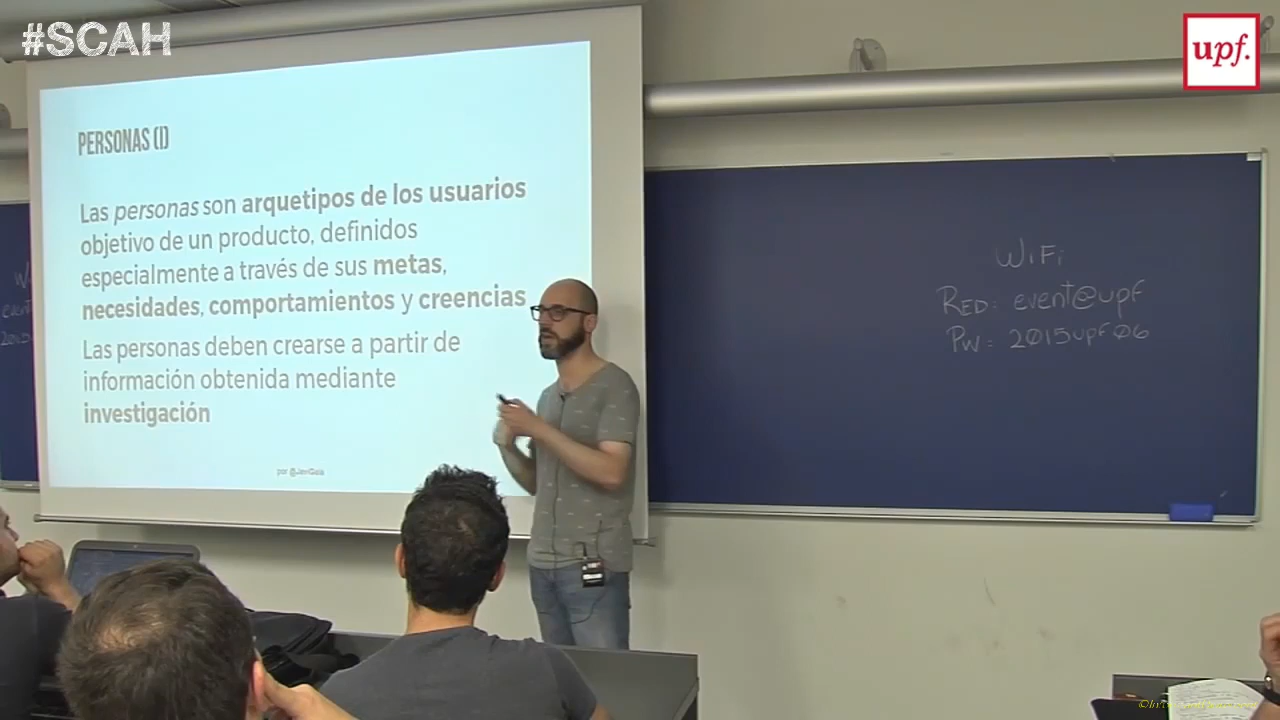 #SCAH
upf.
PERSONAS (I)
Las personas son arquetipos de los usuarios
objetivo de un producto, definidos
especialmente a través de sus metas,
necesidades, comportamientos y creencias
Las personas deben crearse a partir de
información obtenida mediante
investigación
por
WiFi
RED: event@upf
PW: 2015upf06